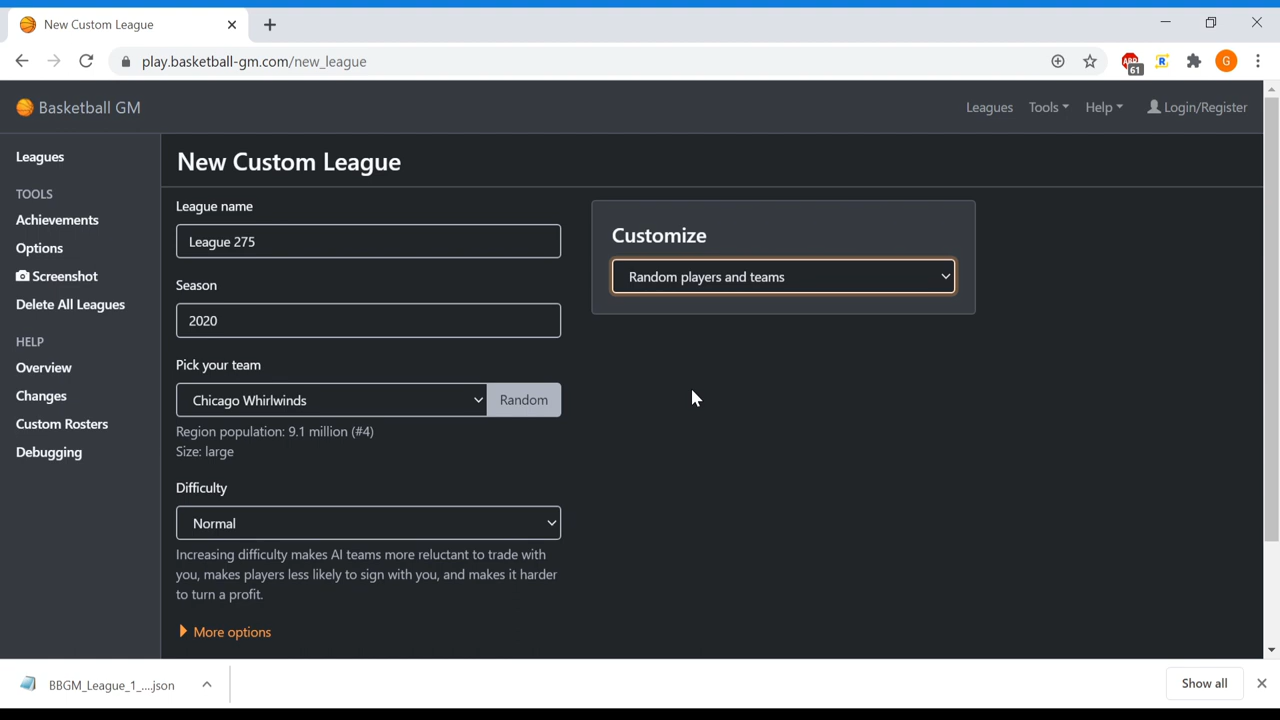 New Custom League
play.basketball-gm.com/new_league
ABP
61
R
G
Basketball GM
Leagues
Tools
Help
Login/Register
Leagues
TOOLS
Achievements
Options
Screenshot
Delete All Leagues
HELP
Overview
Changes
Custom Rosters
Debugging
New Custom League
League name
League 275
Season
2020
Pick your team
Chicago Whirlwinds
Random
Region population: 9.1 million (#4)
Size: large
Difficulty
Normal
Increasing difficulty makes AI teams more reluctant to trade with
you, makes players less likely to sign with you, and makes it harder
to turn a profit.
More options
Customize
Random players and teams
BBGM_League_1_....json
Show all